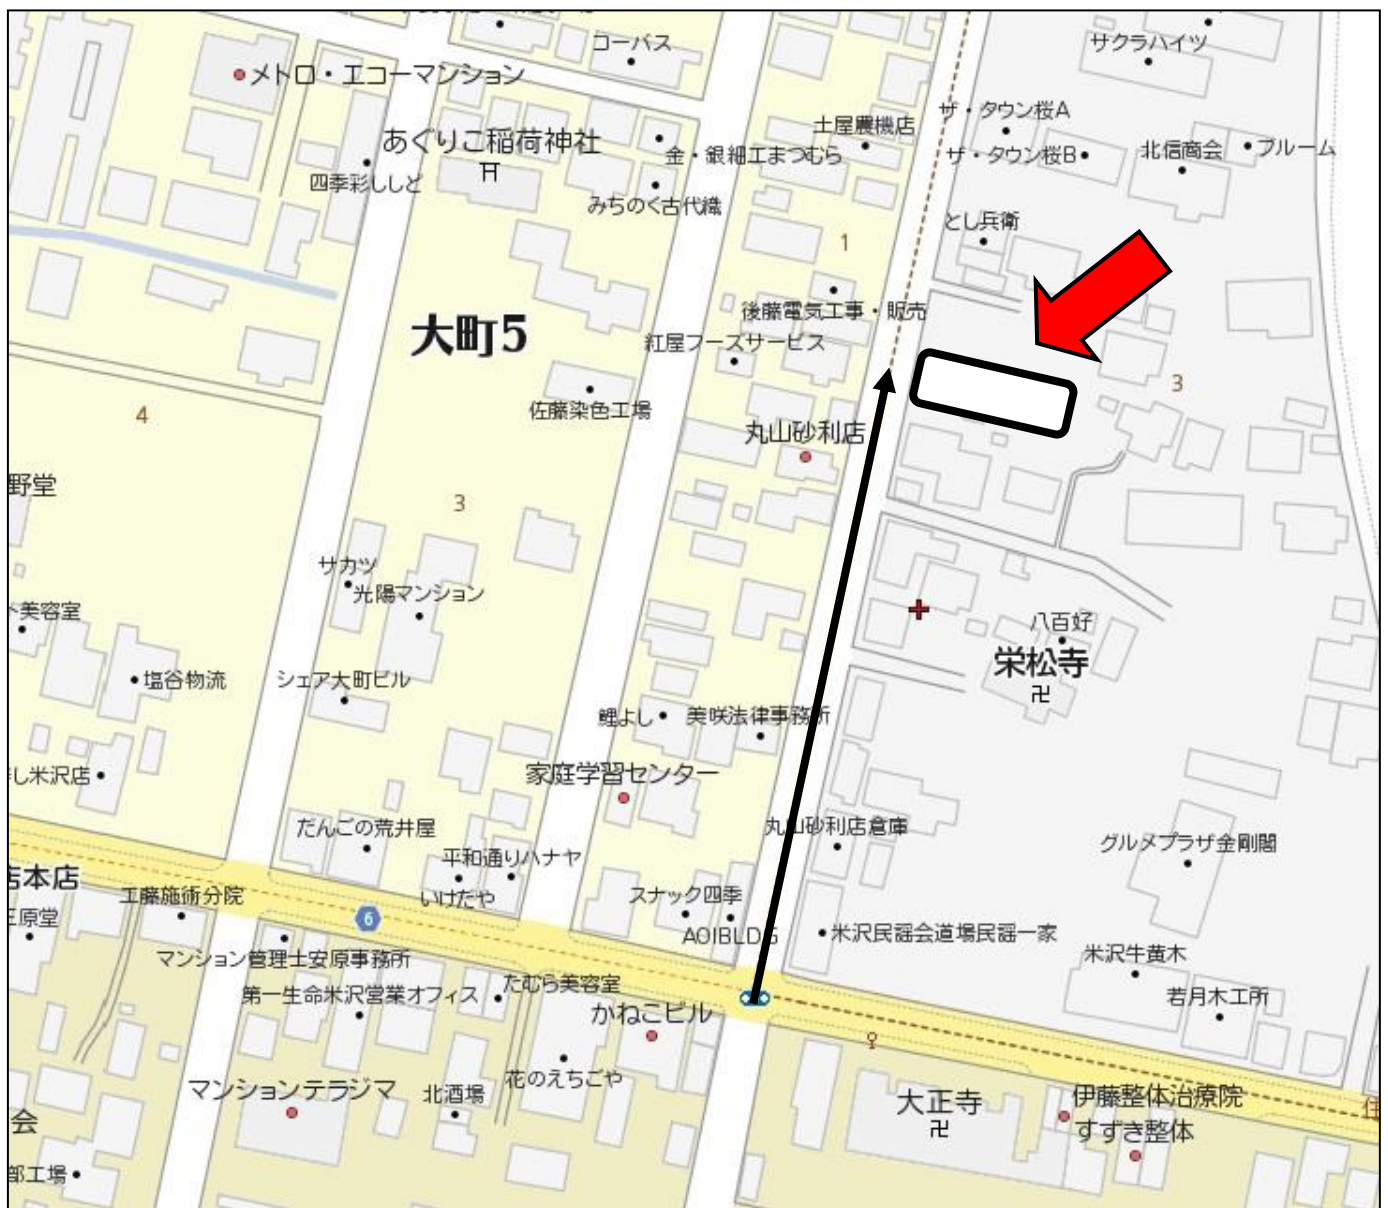 コーパス
サクラハイツ
メトロ・エコーマンション
ザ・タウン桜A
土屋農機店
あぐりこ稲荷神社
金・銀細工まつむら
ザ・タウン桜B
北信商会
ブルーム
四季彩ししど
みちのく古代織
とし兵衛
1
後藤電気工事・販売
大町5
紅屋フーズサービス
3
佐藤染色工場
4
丸山砂利店
野堂
3
サカツ
光陽マンション
美容室
八百好
栄松寺
塩谷物流
シェア大町ビル
鯉よし
美咲法律事務所
し米沢店
家庭学習センター
だんごの荒井屋
丸山砂利店倉庫
グルメプラザ金剛閣
平和通りハナヤ
店本店
工藤施術分院
いけだや
スナック四季
三原堂
6
AOIBLDG
米沢民謡会道場民謡一家
マンション管理士安原事務所
米沢牛黄木
第一生命米沢営業オフィス
たむら美容室
若月木工所
かねこビル
花のえちごや
マンションテラジマ
北酒場
大正寺
伊藤整体治療院
住
会
すずき整体
部工場